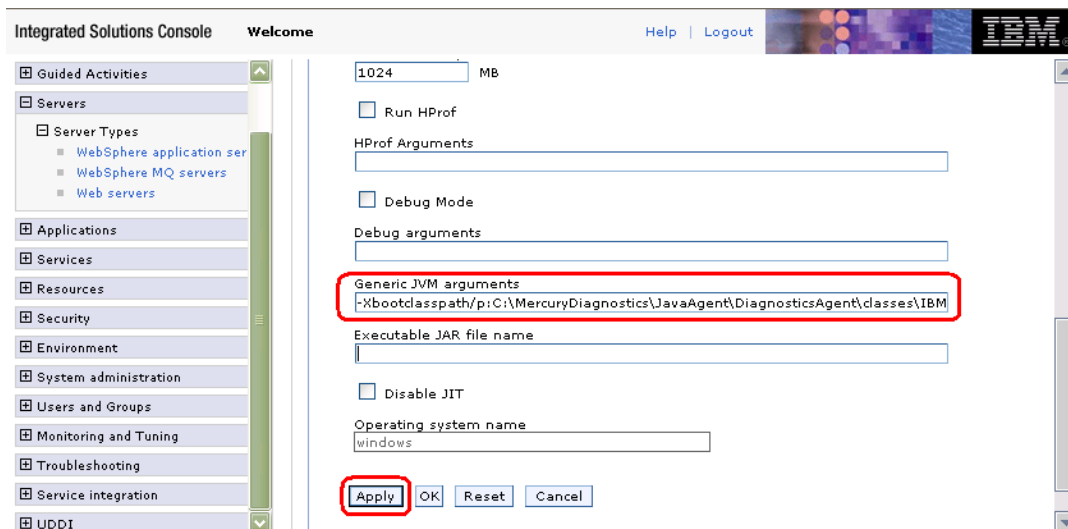 Integrated Solutions Console Welcome Help | Logout IBM
Guided Activities
Servers
Server Types
WebSphere application ser
WebSphere MQ servers
Web servers
Applications
Services
Resources
Security
Environment
System administration
Users and Groups
Monitoring and Tuning
Troubleshooting
Service integration
UDDI
1024 MB
Run HProf
HProf Arguments
Debug Mode
Debug arguments
Generic JVM arguments
-Xbootclasspath/p:C:\MercuryDiagnostics\JavaAgent\DiagnosticsAgent\classes\IBM
Executable JAR file name
Disable JIT
Operating system name
windows
Apply OK Reset Cancel